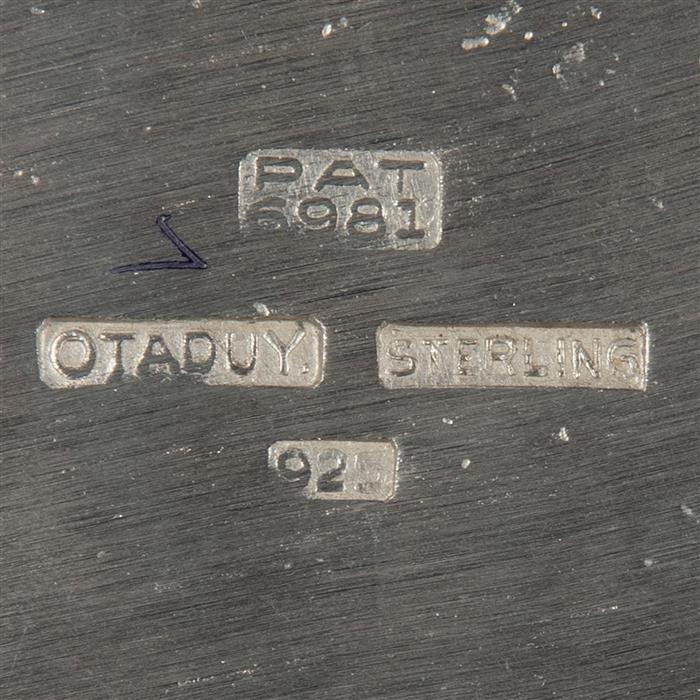 PAT
6981
OTADUY.
STERLING
925